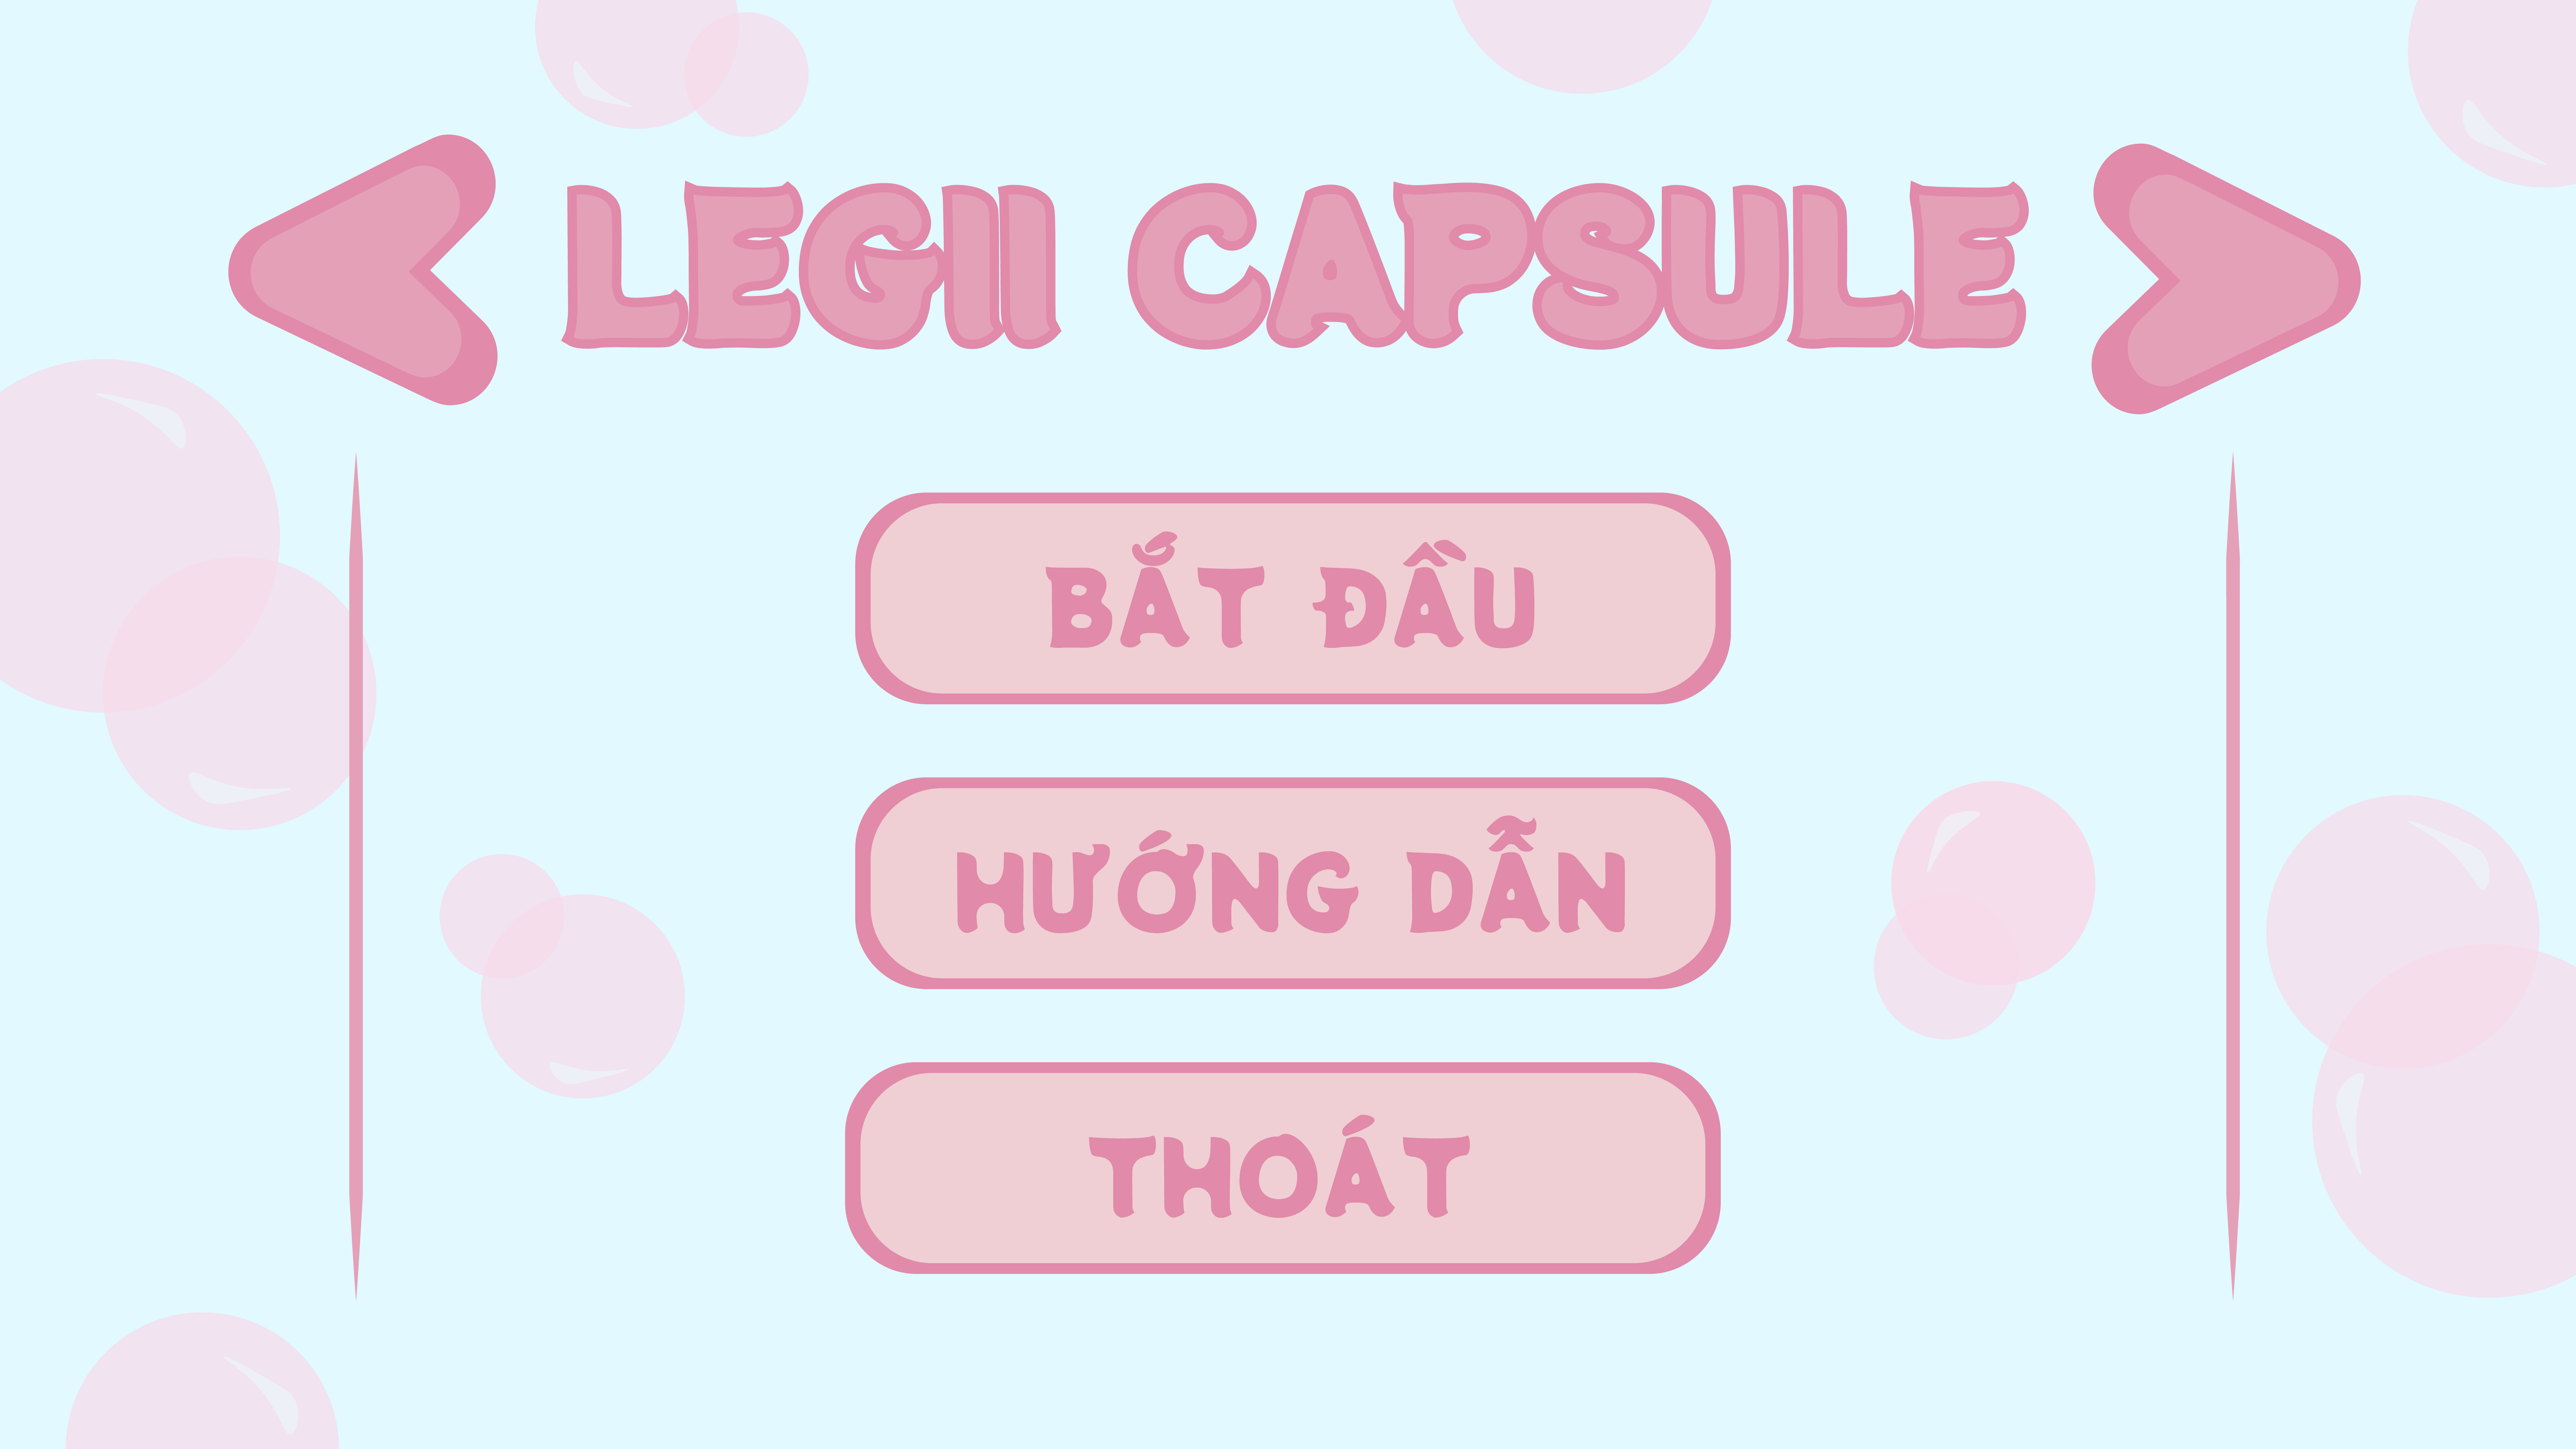 LEGII CAPSULE
BẮT ĐẦU
HƯỚNG DẪN
THOÁT